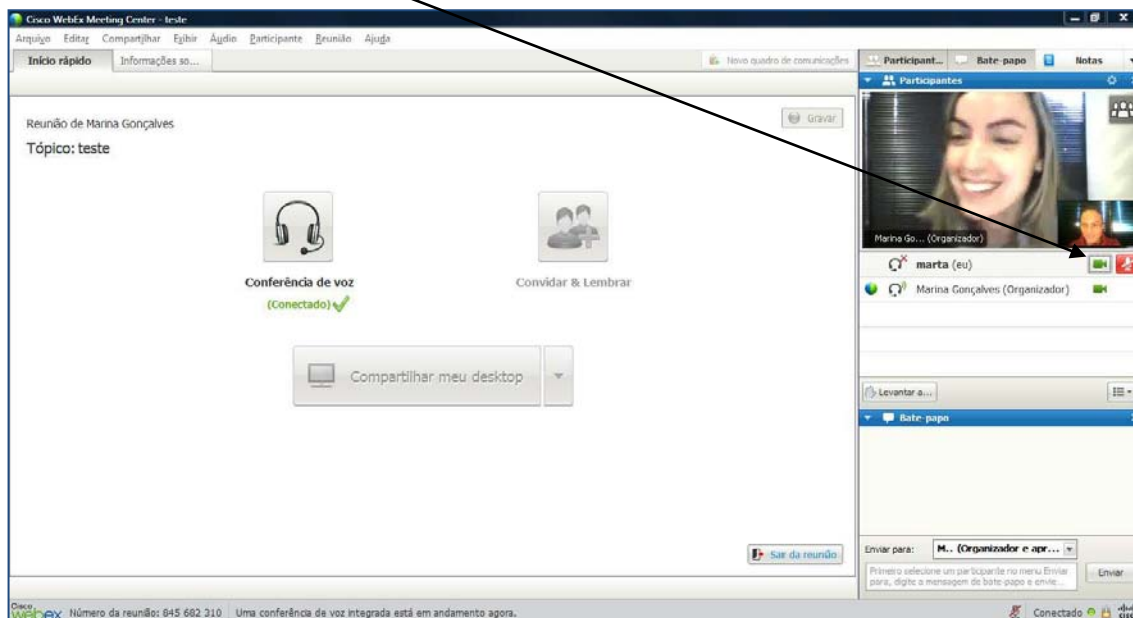 Cisco WebEx Meeting Center - teste
Arquivo Editar Compartilhar Exibir Áudio Participante Reunião Ajuda
Início rápido Informações so...
Novo quadro de comunicações
Participant... Bate-papo Notas
Participantes
Reunião de Marina Gonçalves
Gravar
Tópico: teste
Marina Go... (Organizador)
marta (eu)
Marina Gonçalves (Organizador)
Conferência de voz
(Conectado)
Convidar & Lembrar
Compartilhar meu desktop
Levantar a...
Bate-papo
Sair da reunião
Enviar para: M.. (Organizador e apr...
Primeiro selecione um participante no menu Enviar
para, digite a mensagem de bate-papo e envie...
Enviar
Cisco
webex Número da reunião: 845 682 310 Uma conferência de voz integrada está em andamento agora.
Conectado